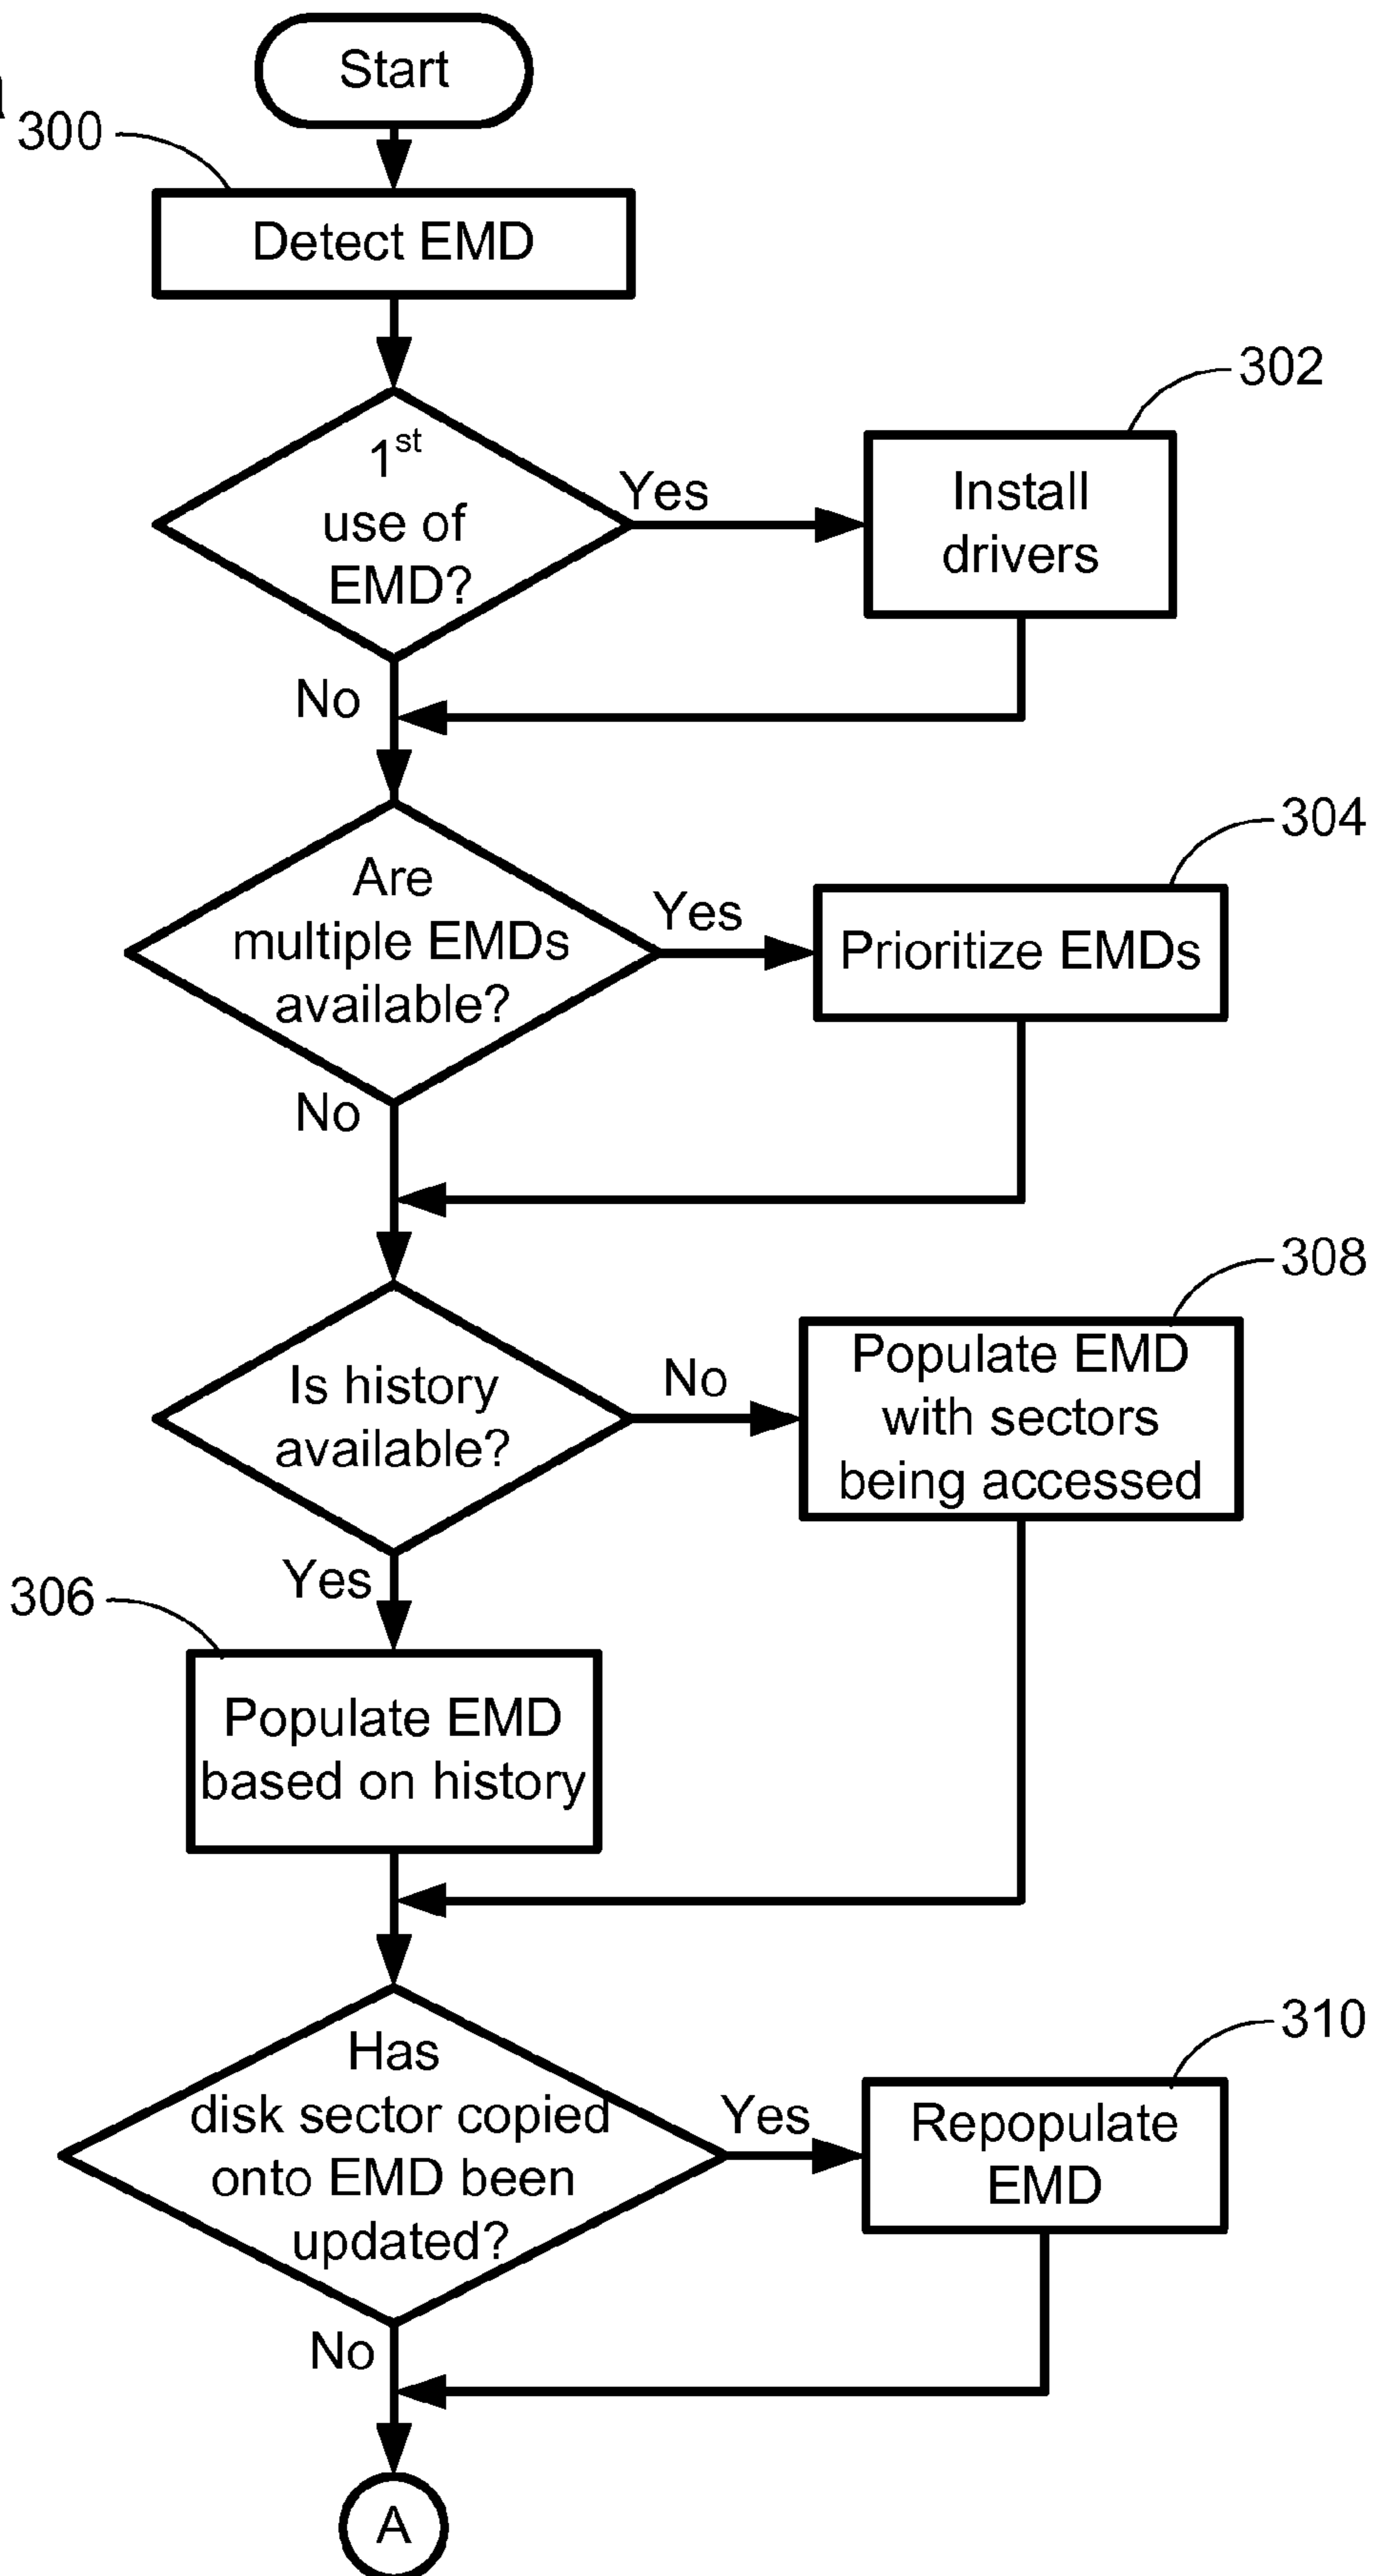 Start
300
Detect EMD
302
1st
use of
EMD?
Yes
Install
drivers
No
304
Are
multiple EMDs
available?
Yes
Prioritize EMDs
No
308
Is history
available?
No
Populate EMD
with sectors
being accessed
Yes
306
Populate EMD
based on history
310
Has
disk sector copied
onto EMD been
updated?
Yes
Repopulate
EMD
No
A